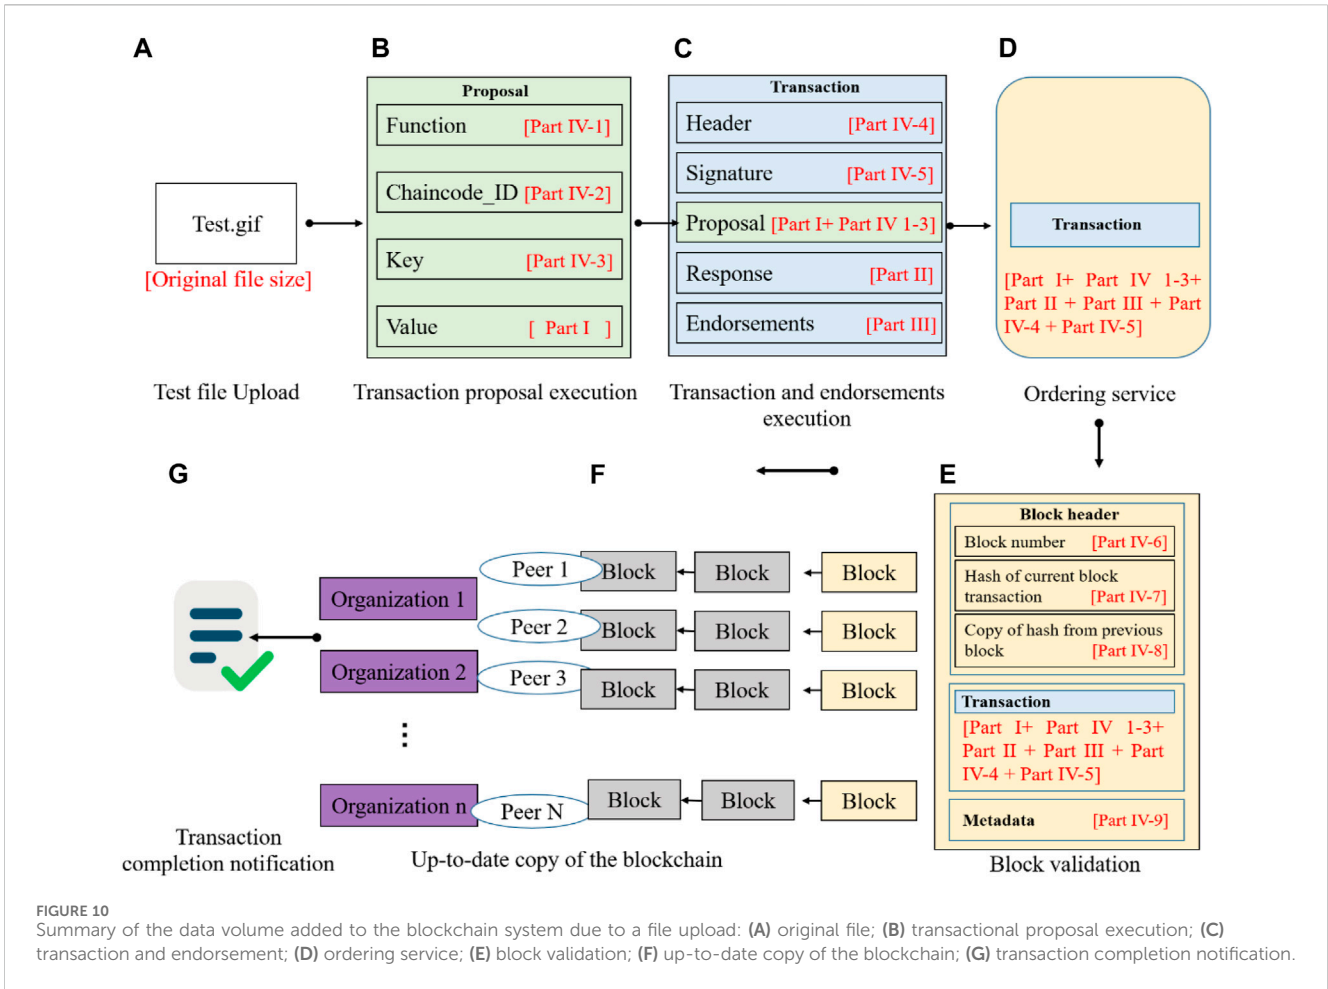 A
B
C
D
Test.gif
[Original file size]
Test file Upload
Proposal
Function [Part IV-1]
Chaincode_ID [Part IV-2]
Key [Part IV-3]
Value [ Part I ]
Transaction proposal execution
Transaction
Header [Part IV-4]
Signature [Part IV-5]
Proposal [Part I+ Part IV 1-3]
Response [Part II]
Endorsements [Part III]
Transaction and endorsements
execution
Transaction
[Part I+ Part IV 1-3+
Part II + Part III + Part
IV-4 + Part IV-5]
Ordering service
G
F
E
Block header
Block number [Part IV-6]
Hash of current block
transaction [Part IV-7]
Copy of hash from previous
block [Part IV-8]
Transaction
[Part I+ Part IV 1-3+
Part II + Part III + Part
IV-4 + Part IV-5]
Metadata [Part IV-9]
Block validation
Organization 1
Organization 2
Organization n
Peer 1 Block Block Block
Peer 2 Block Block Block
Peer 3 Block Block Block
Peer N Block Block Block
Up-to-date copy of the blockchain
Transaction
completion notification
FIGURE 10
Summary of the data volume added to the blockchain system due to a file upload: (A) original file; (B) transactional proposal execution; (C)
transaction and endorsement; (D) ordering service; (E) block validation; (F) up-to-date copy of the blockchain; (G) transaction completion notification.